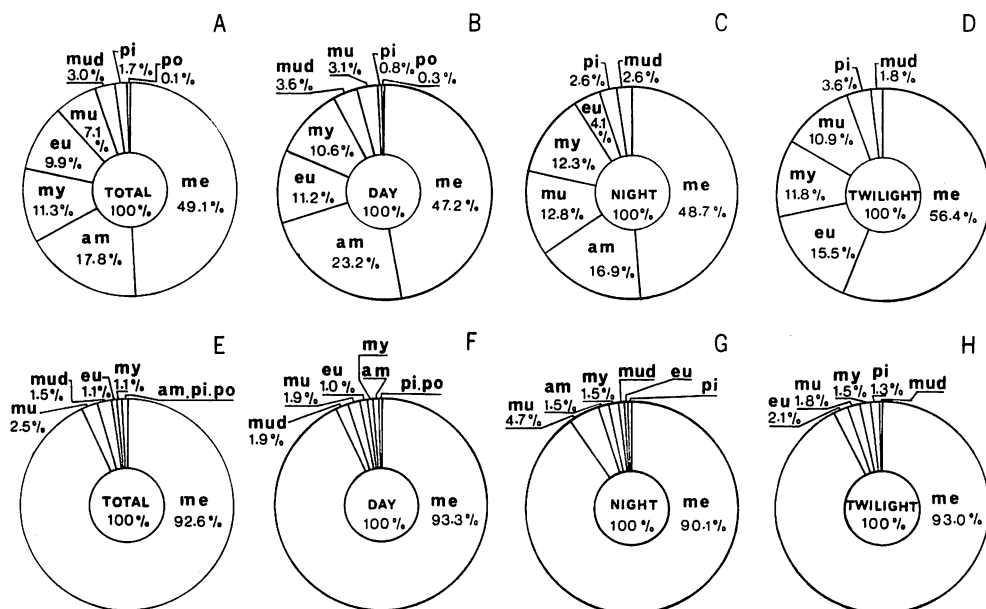 A
mud
3.0%
pi
1.7%
po
0.1%
mu
7.1
%
eu
9.9%
my
11.3%
am
17.8%
TOTAL
100%
me
49.1%
B
mud
3.6%
mu
3.1%
pi
0.8%
po
0.3%
my
10.6%
eu
11.2%
am
23.2%
DAY
100%
me
47.2%
C
pi
2.6%
mud
2.6%
eu
4.1
%
my
12.3%
mu
12.8%
am
16.9%
NIGHT
100%
me
48.7%
D
pi
3.6%
mud
1.8%
mu
10.9%
my
11.8%
eu
15.5%
TWILIGHT
100%
me
56.4%
E
mu
2.5%
mud
1.5%
eu
1.1%
my
1.1%
am,pi,po
TOTAL
100%
me
92.6%
F
mud
1.9%
mu
1.9%
eu
1.0%
my
am
pi,po
DAY
100%
me
93.3%
G
mu
4.7%
am
1.5%
my
1.5%
mud
eu
pi
NIGHT
100%
me
90.1%
H
eu
2.1%
mu
1.8%
my
1.5%
pi
1.3%
mud
TWILIGHT
100%
me
93.0%